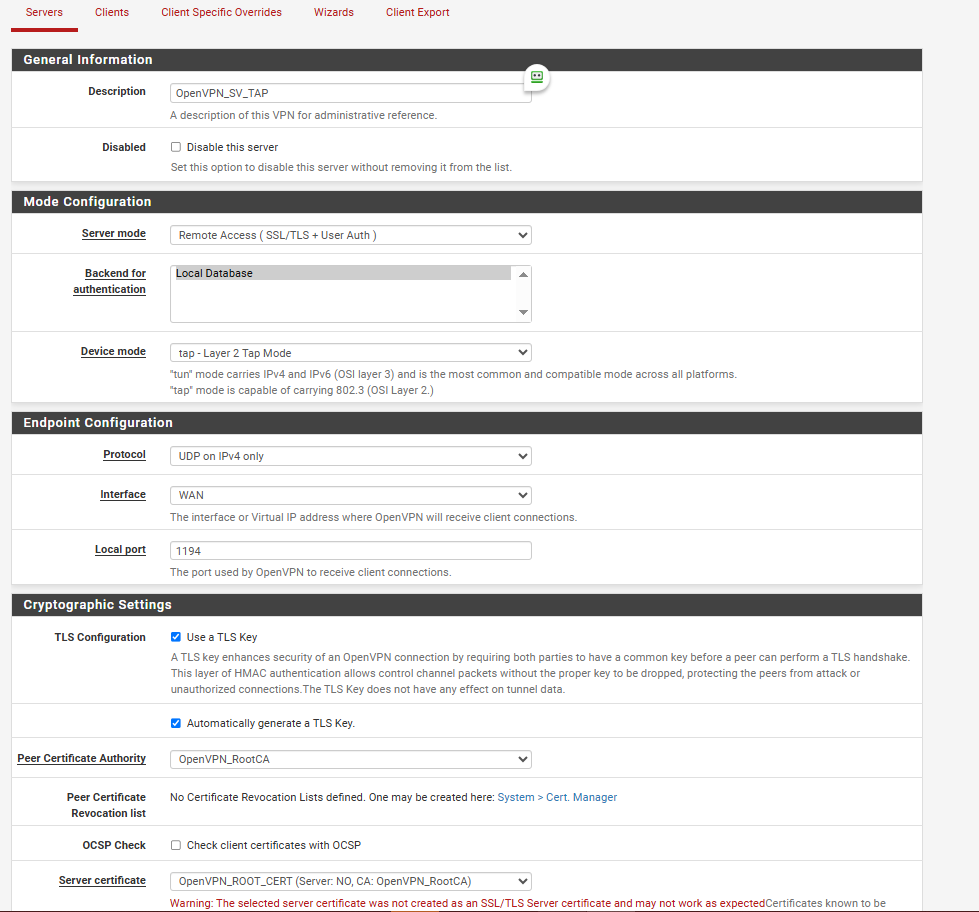 Servers Clients Client Specific Overrides Wizards Client Export
General Information
Description OpenVPN_SV_TAP
A description of this VPN for administrative reference.
Disabled Disable this server
Set this option to disable this server without removing it from the list.
Mode Configuration
Server mode Remote Access ( SSL/TLS + User Auth )
Backend for authentication
Local Database
Device mode tap - Layer 2 Tap Mode
"tun" mode carries IPv4 and IPv6 (OSI layer 3) and is the most common and compatible mode across all platforms.
"tap" mode is capable of carrying 802.3 (OSI Layer 2.)
Endpoint Configuration
Protocol UDP on IPv4 only
Interface WAN
The interface or Virtual IP address where OpenVPN will receive client connections.
Local port 1194
The port used by OpenVPN to receive client connections.
Cryptographic Settings
TLS Configuration Use a TLS Key
A TLS key enhances security of an OpenVPN connection by requiring both parties to have a common key before a peer can perform a TLS handshake.
This layer of HMAC authentication allows control channel packets without the proper key to be dropped, protecting the peers from attack or
unauthorized connections.The TLS Key does not have any effect on tunnel data.
Automatically generate a TLS Key.
Peer Certificate Authority OpenVPN_RootCA
Peer Certificate Revocation list
No Certificate Revocation Lists defined. One may be created here: System > Cert. Manager
OCSP Check Check client certificates with OCSP
Server certificate OpenVPN_ROOT_CERT (Server: NO, CA: OpenVPN_RootCA)
Warning: The selected server certificate was not created as an SSL/TLS Server certificate and may not work as expectedCertificates known to be